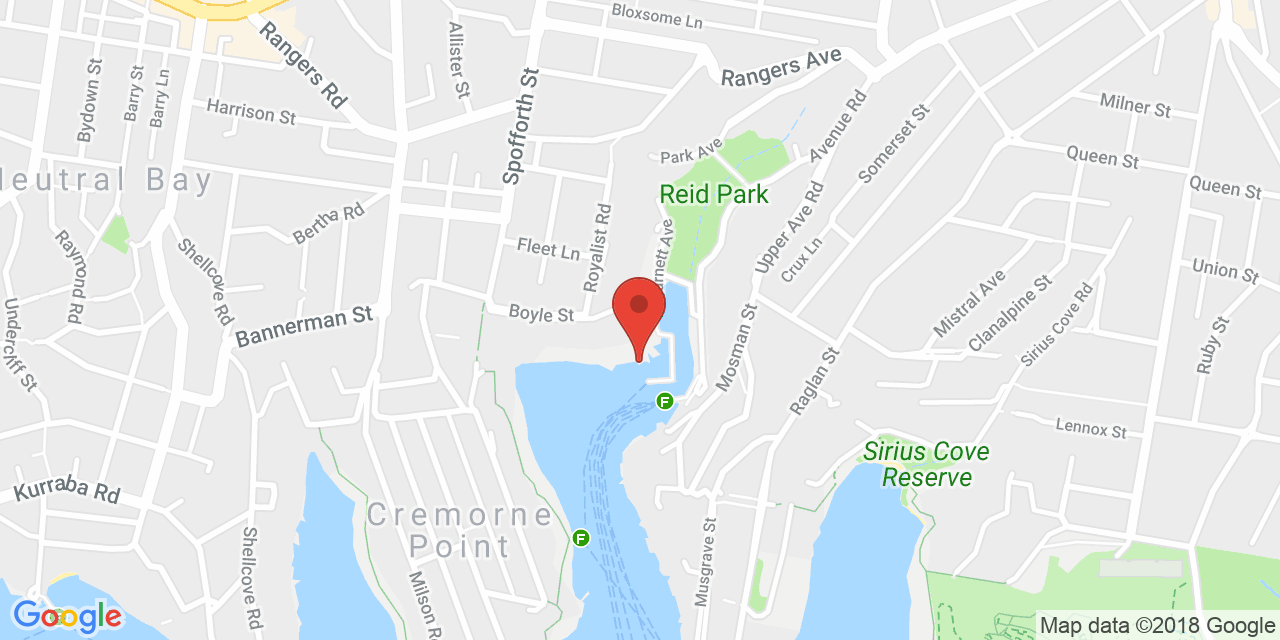 Bloxsome Ln
Rangers Rd
Allister St
Rangers Ave
Bydown St
Barry St
Barry Ln
Harrison St
Spofforth St
Avenue Rd
Somerset St
Milner St
Park Ave
Queen St
Queen St
Neutral Bay
Reid Park
Bertha Rd
Royalist Rd
Upper Ave Rd
Raymond Rd
Shellcove Rd
Fleet Ln
Crux Ln
Union St
Mistral Ave
Clanalpine St
Sirius Cove Rd
Undercliff St
Bannerman St
Boyle St
Mosman St
Ruby St
Raglan St
F
Lennox St
Sirius Cove
Reserve
Kurraba Rd
Cremorne
Point
F
Shellcove Rd
Milson Rd
Musgrave St
Google
Map data ©2018 Google